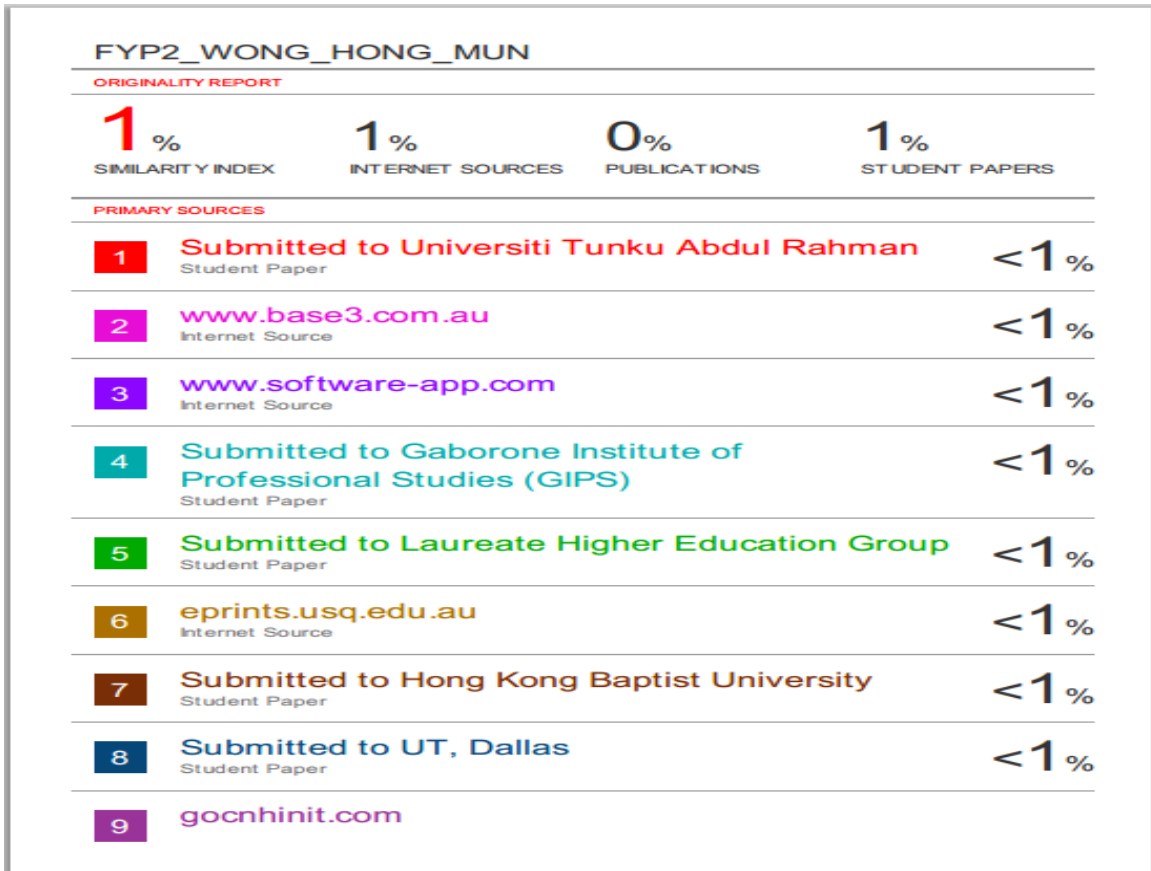 FYP2_WONG_HONG_MUN
ORIGINALITY REPORT
1% 1% 0% 1%
SIMILARITY INDEX INTERNET SOURCES PUBLICATIONS STUDENT PAPERS
PRIMARY SOURCES
1 Submitted to Universiti Tunku Abdul Rahman <1%
Student Paper
2 www.base3.com.au <1%
Internet Source
3 www.software-app.com <1%
Internet Source
4 Submitted to Gaborone Institute of <1%
Professional Studies (GIPS)
Student Paper
5 Submitted to Laureate Higher Education Group <1%
Student Paper
6 eprints.usq.edu.au <1%
Internet Source
7 Submitted to Hong Kong Baptist University <1%
Student Paper
8 Submitted to UT, Dallas <1%
Student Paper
9 gocnhinit.com